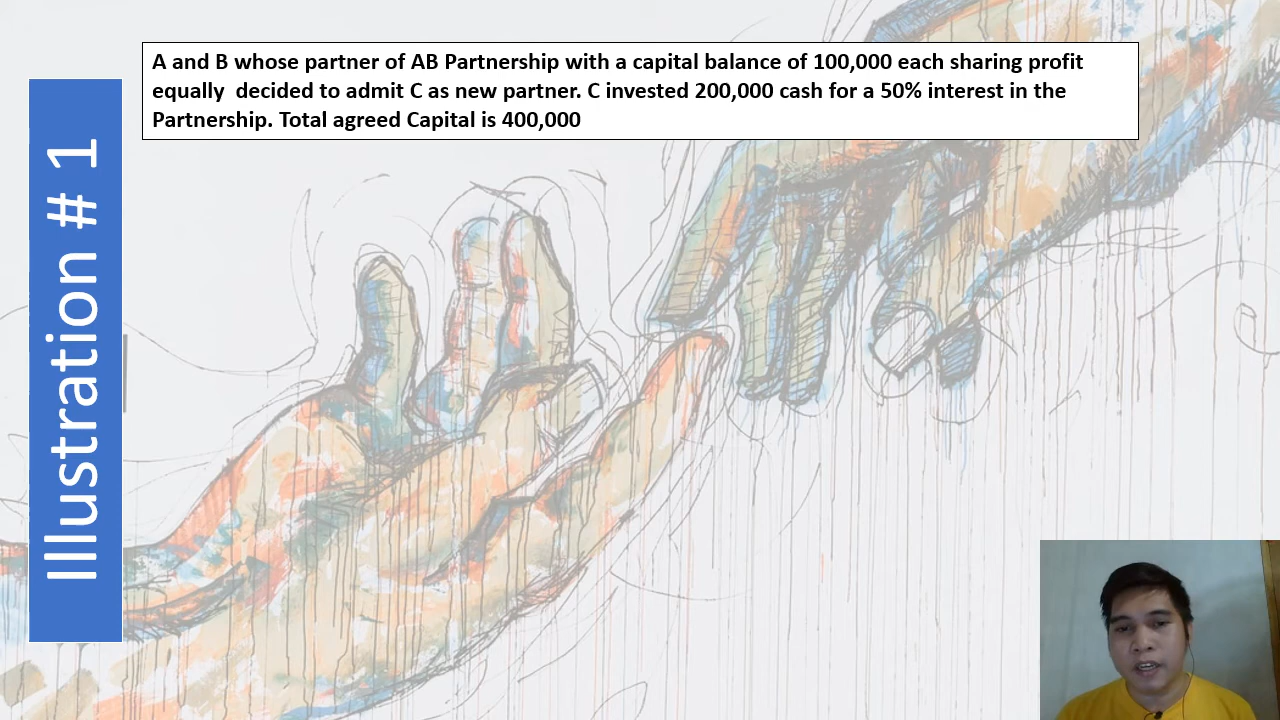 Illustration # 1
A and B whose partner of AB Partnership with a capital balance of 100,000 each sharing profit
equally  decided to admit C as new partner. C invested 200,000 cash for a 50% interest in the
Partnership. Total agreed Capital is 400,000